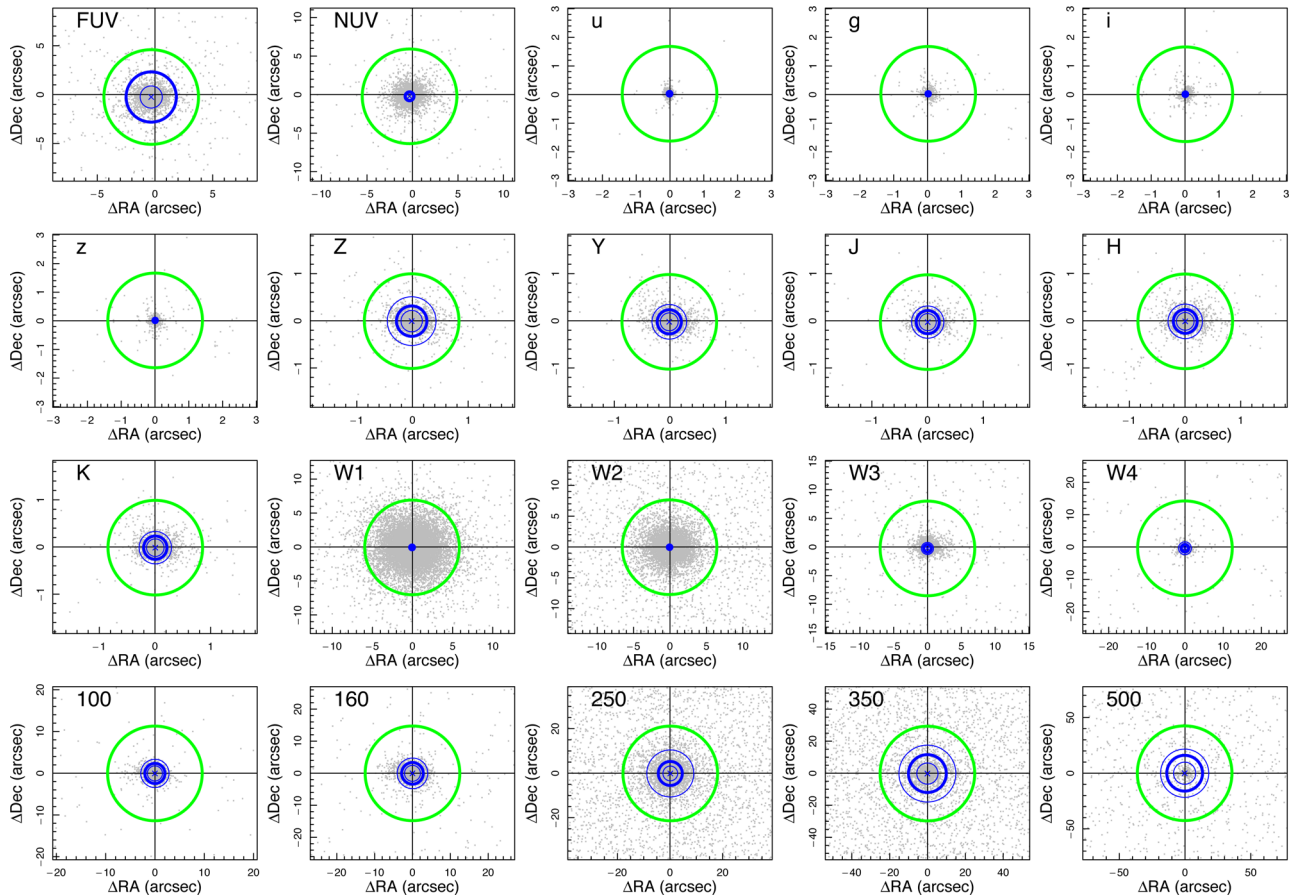 FUV
ΔDec (arcsec)
−5 0 5
−5 0 5
ΔRA (arcsec)
NUV
ΔDec (arcsec)
−10 −5 0 5 10
−10 −5 0 5 10
ΔRA (arcsec)
u
ΔDec (arcsec)
−3 −2 −1 0 1 2 3
−3 −2 −1 0 1 2 3
ΔRA (arcsec)
g
ΔDec (arcsec)
−3 −2 −1 0 1 2 3
−3 −2 −1 0 1 2 3
ΔRA (arcsec)
i
ΔDec (arcsec)
−3 −2 −1 0 1 2 3
−3 −2 −1 0 1 2 3
ΔRA (arcsec)
z
ΔDec (arcsec)
−3 −2 −1 0 1 2 3
−3 −2 −1 0 1 2 3
ΔRA (arcsec)
Z
ΔDec (arcsec)
−1 0 1
−1 0 1
ΔRA (arcsec)
Y
ΔDec (arcsec)
−1 0 1
−1 0 1
ΔRA (arcsec)
J
ΔDec (arcsec)
−1 0 1
−1 0 1
ΔRA (arcsec)
H
ΔDec (arcsec)
−1 0 1
−1 0 1
ΔRA (arcsec)
K
ΔDec (arcsec)
−1 0 1
−1 0 1
ΔRA (arcsec)
W1
ΔDec (arcsec)
−10 −5 0 5 10
−10 −5 0 5 10
ΔRA (arcsec)
W2
ΔDec (arcsec)
−10 −5 0 5 10
−10 −5 0 5 10
ΔRA (arcsec)
W3
ΔDec (arcsec)
−15 −10 −5 0 5 10 15
−15 −10 −5 0 5 10 15
ΔRA (arcsec)
W4
ΔDec (arcsec)
−20 −10 0 10 20
−20 −10 0 10 20
ΔRA (arcsec)
100
ΔDec (arcsec)
−20 −10 0 10 20
−20 −10 0 10 20
ΔRA (arcsec)
160
ΔDec (arcsec)
−20 −10 0 10 20
−20 −10 0 10 20
ΔRA (arcsec)
250
ΔDec (arcsec)
−40 −20 0 20
−20 0 20
ΔRA (arcsec)
350
ΔDec (arcsec)
−40 −20 0 20 40
−40 −20 0 20 40
ΔRA (arcsec)
500
ΔDec (arcsec)
−50 0 50
−50 0 50
ΔRA (arcsec)